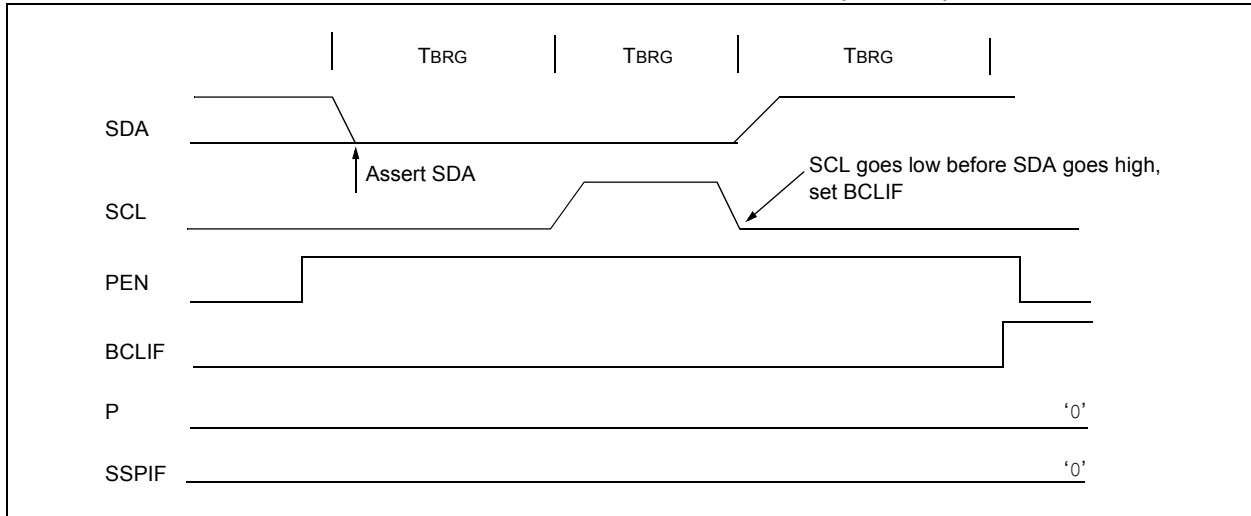 TBRG TBRG TBRG
SDA
Assert SDA
SCL goes low before SDA goes high,
set BCLIF
SCL
PEN
BCLIF
P
‘0’
SSPIF
‘0’